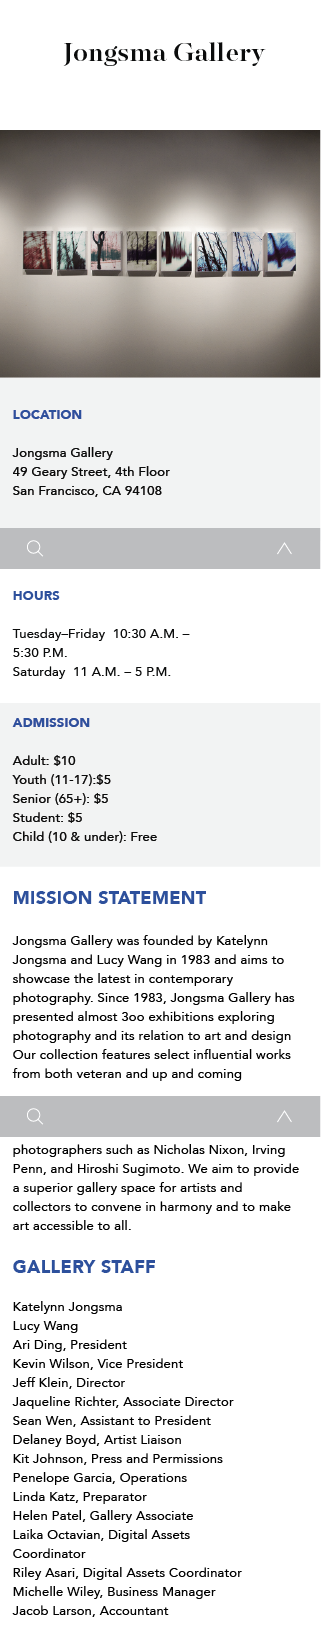 Jongsma Gallery
LOCATION
Jongsma Gallery
49 Geary Street, 4th Floor
San Francisco, CA 94108
HOURS
Tuesday–Friday  10:30 A.M. –
5:30 P.M.
Saturday  11 A.M. – 5 P.M.
ADMISSION
Adult: $10
Youth (11-17):$5
Senior (65+): $5
Student: $5
Child (10 & under): Free
MISSION STATEMENT
Jongsma Gallery was founded by Katelynn
Jongsma and Lucy Wang in 1983 and aims to
showcase the latest in contemporary
photography. Since 1983, Jongsma Gallery has
presented almost 3oo exhibitions exploring
photography and its relation to art and design
Our collection features select influential works
from both veteran and up and coming
photographers such as Nicholas Nixon, Irving
Penn, and Hiroshi Sugimoto. We aim to provide
a superior gallery space for artists and
collectors to convene in harmony and to make
art accessible to all.
GALLERY STAFF
Katelynn Jongsma
Lucy Wang
Ari Ding, President
Kevin Wilson, Vice President
Jeff Klein, Director
Jaqueline Richter, Associate Director
Sean Wen, Assistant to President
Delaney Boyd, Artist Liaison
Kit Johnson, Press and Permissions
Penelope Garcia, Operations
Linda Katz, Preparator
Helen Patel, Gallery Associate
Laika Octavian, Digital Assets
Coordinator
Riley Asari, Digital Assets Coordinator
Michelle Wiley, Business Manager
Jacob Larson, Accountant